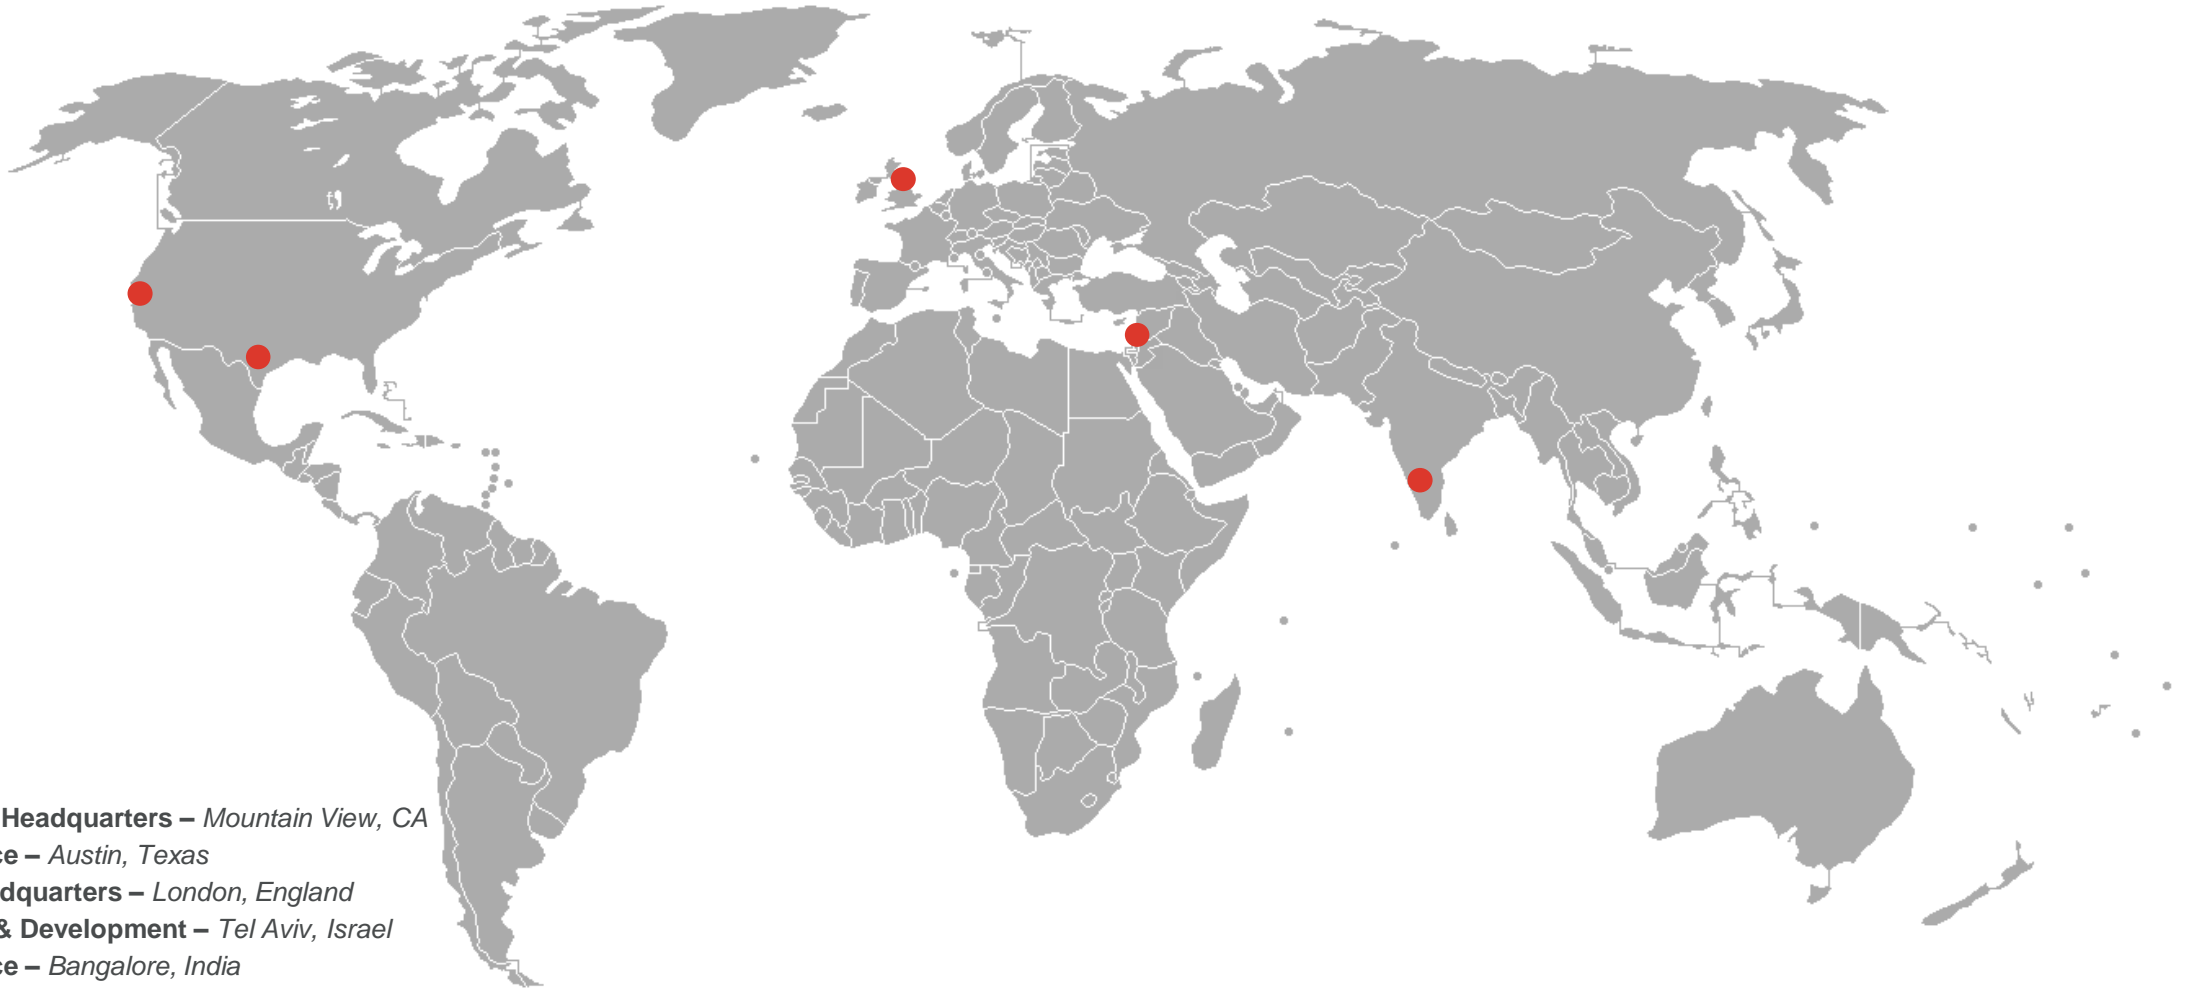 Headquarters – Mountain View, CA
ce – Austin, Texas
dquarters – London, England
& Development – Tel Aviv, Israel
ce – Bangalore, India